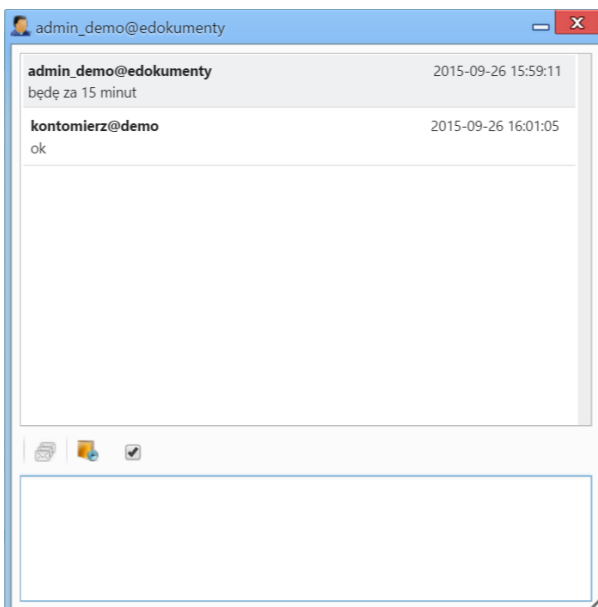 admin_demo@edokumenty
admin_demo@edokumenty 2015-09-26 15:59:11
będę za 15 minut
kontomierz@demo 2015-09-26 16:01:05
ok